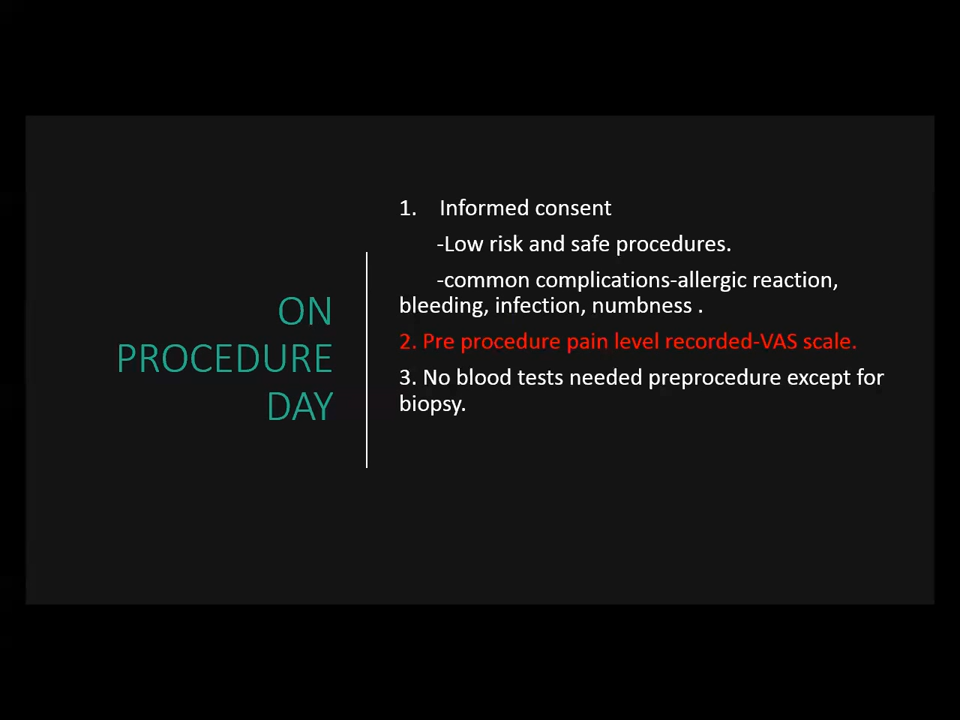 ON
PROCEDURE
DAY
1. Informed consent
-Low risk and safe procedures.
-common complications-allergic reaction,
bleeding, infection, numbness .
2. Pre procedure pain level recorded-VAS scale.
3. No blood tests needed preprocedure except for
biopsy.